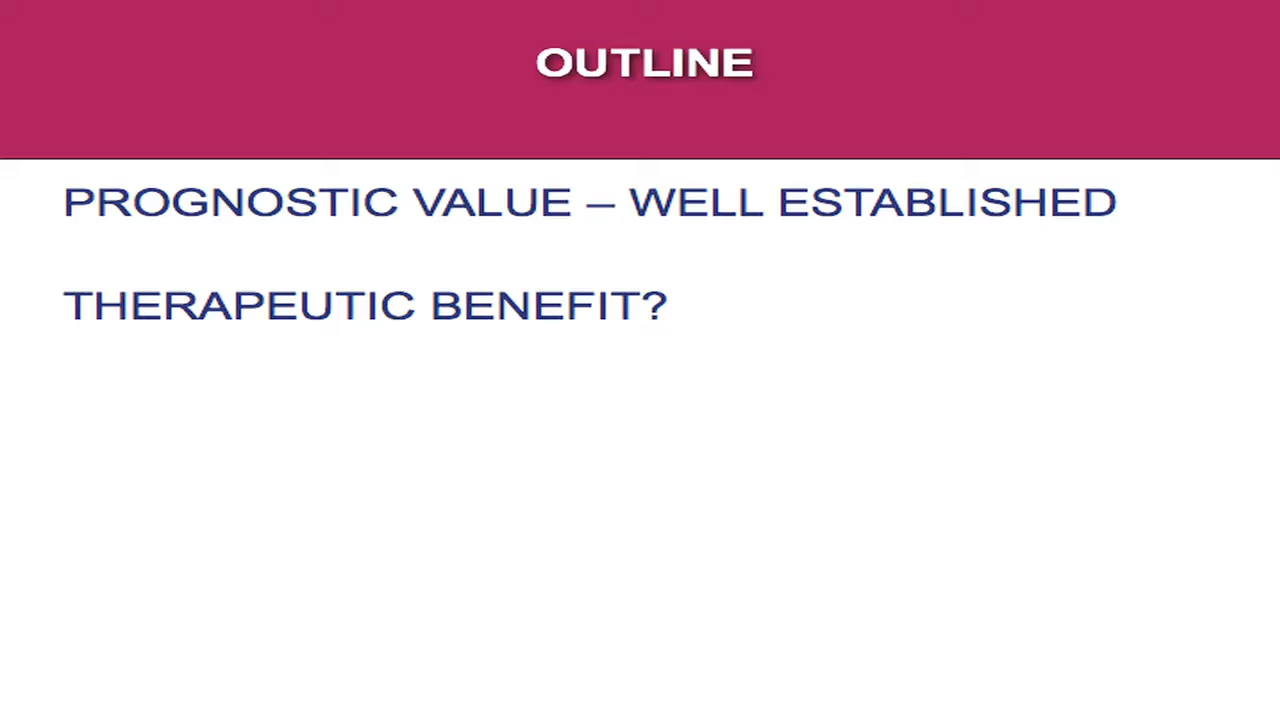 OUTLINE
PROGNOSTIC VALUE – WELL ESTABLISHED
THERAPEUTIC BENEFIT?